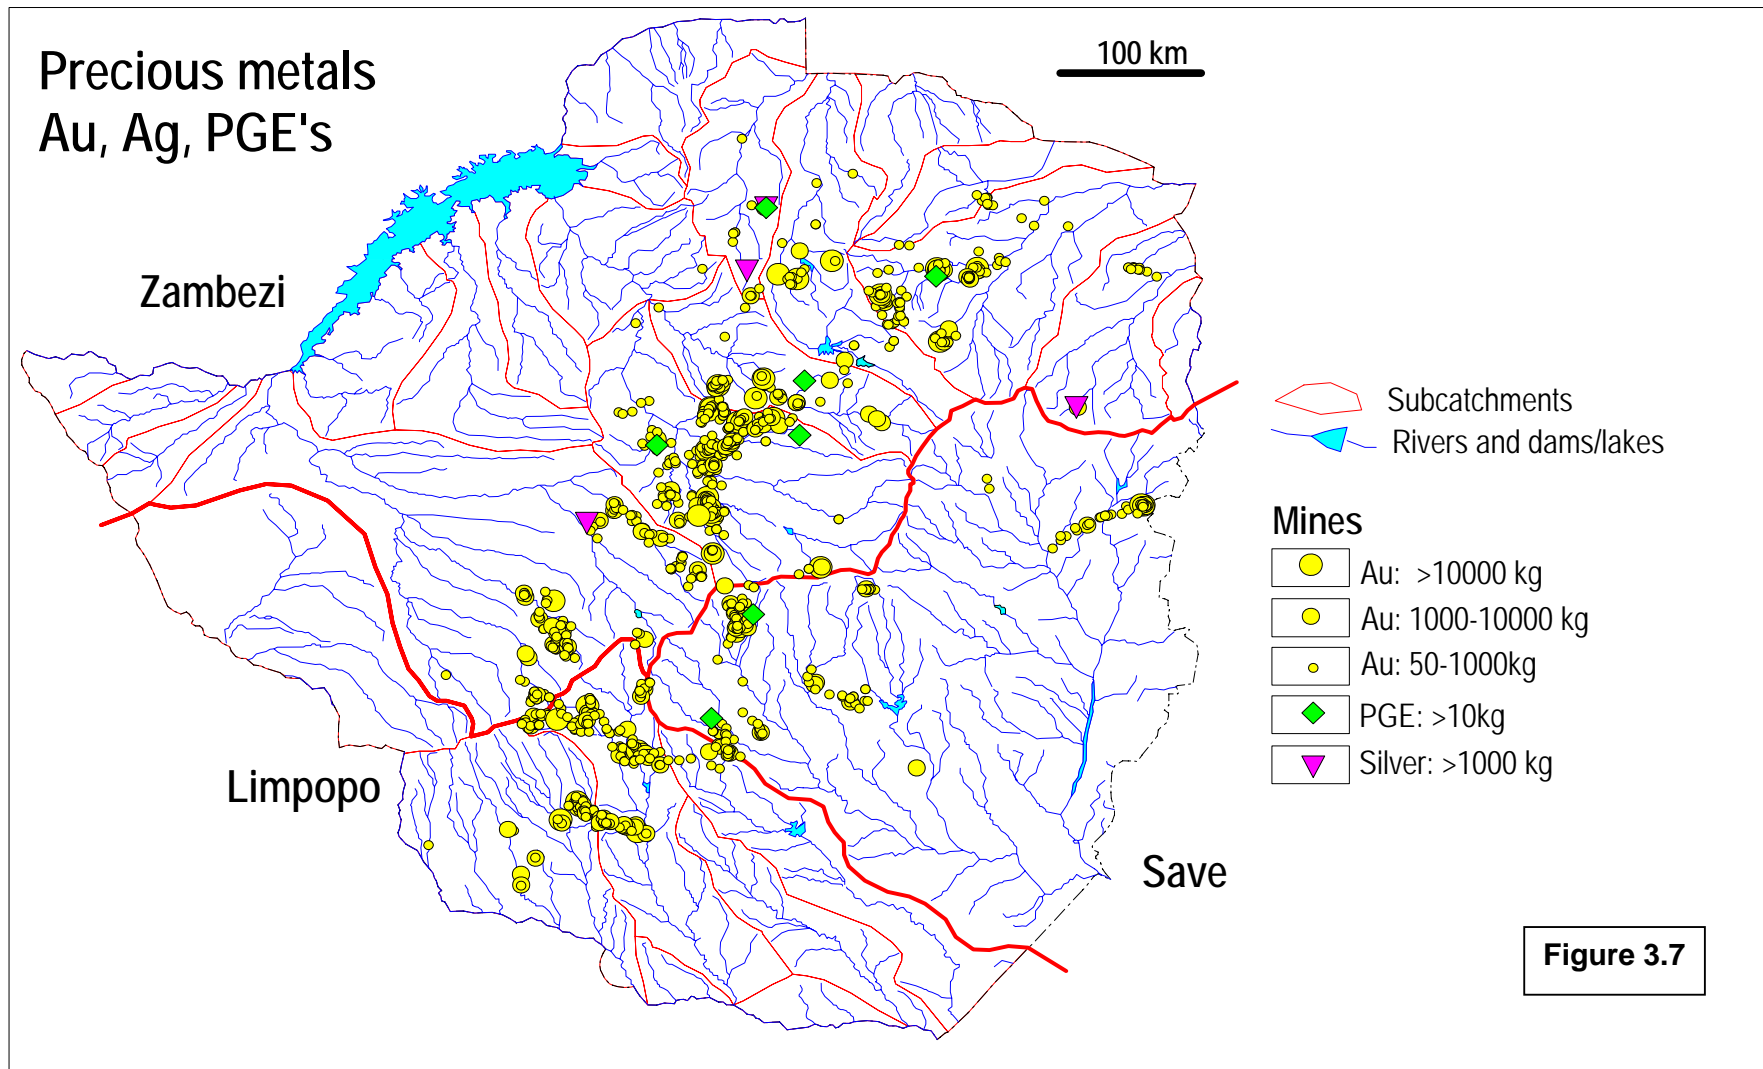 Precious metals
Au, Ag, PGE's
100 km
Zambezi
Limpopo
Save
Subcatchments
Rivers and dams/lakes
Mines
Au: >10000 kg
Au: 1000-10000 kg
Au: 50-1000kg
PGE: >10kg
Silver: >1000 kg
Figure 3.7